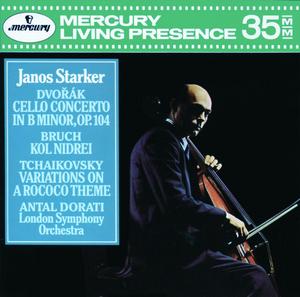 mercury
MERCURY
LIVING PRESENCE
35
MM
Janos Starker
DVOŘÁK
CELLO CONCERTO
IN B MINOR, OP. 104
BRUCH
KOL NIDREI
TCHAIKOVSKY
VARIATIONS ON
A ROCOCO THEME
ANTAL DORATI
London Symphony
Orchestra